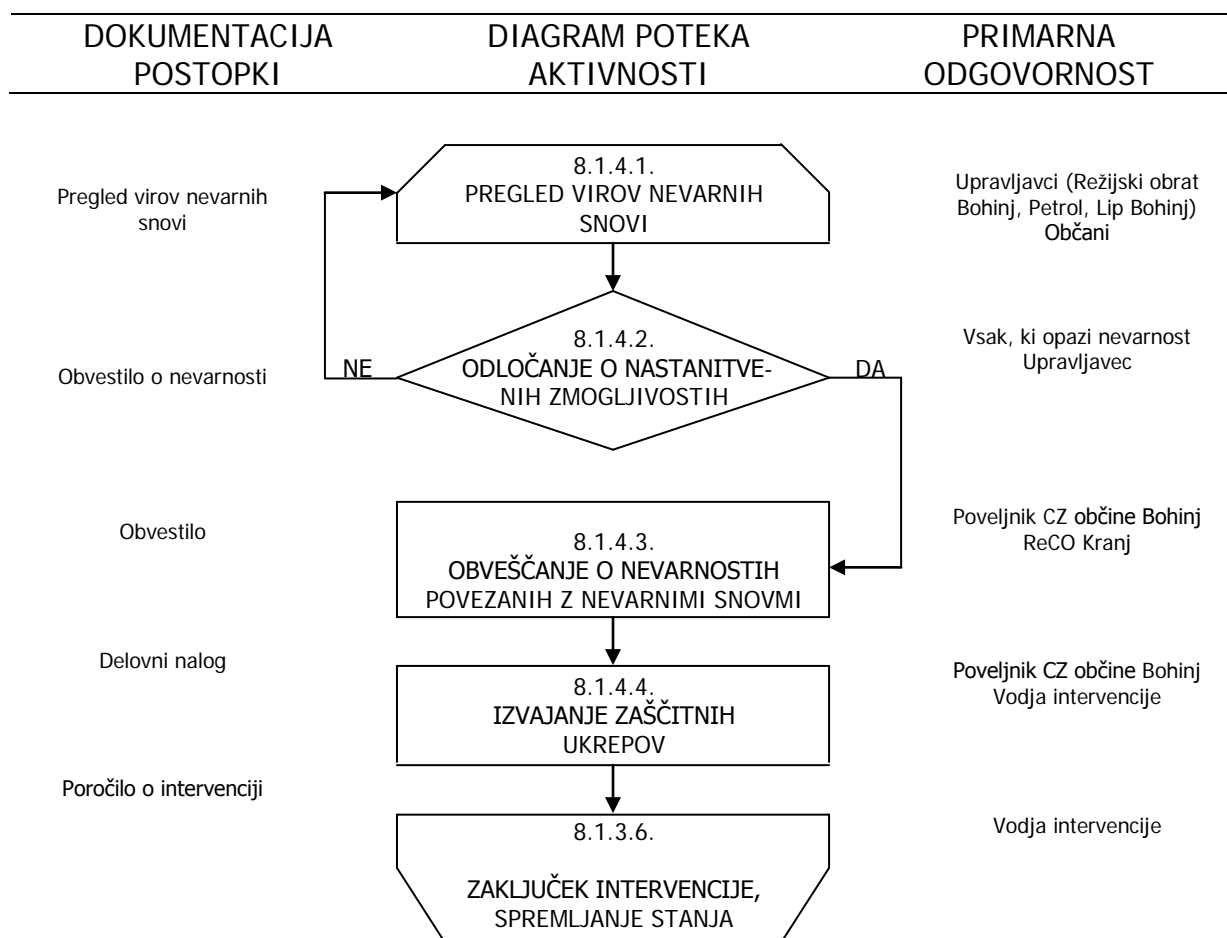 DOKUMENTACIJA
POSTOPKI
DIAGRAM POTEKA
AKTIVNOSTI
PRIMARNA
ODGOVORNOST
Pregled virov nevarnih
snovi
8.1.4.1.
PREGLED VIROV NEVARNIH
SNOVI
Upravljavci (Režijski obrat
Bohinj, Petrol, Lip Bohinj)
Občani
Obvestilo o nevarnosti
NE
8.1.4.2.
ODLOČANJE O NASTANITVE-
NIH ZMOGLJIVOSTIH
DA
Vsak, ki opazi nevarnost
Upravljavec
Obvestilo
8.1.4.3.
OBVEŠČANJE O NEVARNOSTIH
POVEZANIH Z NEVARNIMI SNOVMI
Poveljnik CZ občine Bohinj
ReCO Kranj
Delovni nalog
8.1.4.4.
IZVAJANJE ZAŠČITNIH
UKREPOV
Poveljnik CZ občine Bohinj
Vodja intervencije
Poročilo o intervenciji
8.1.3.6.
ZAKLJUČEK INTERVENCIJE,
SPREMLJANJE STANJA
Vodja intervencije